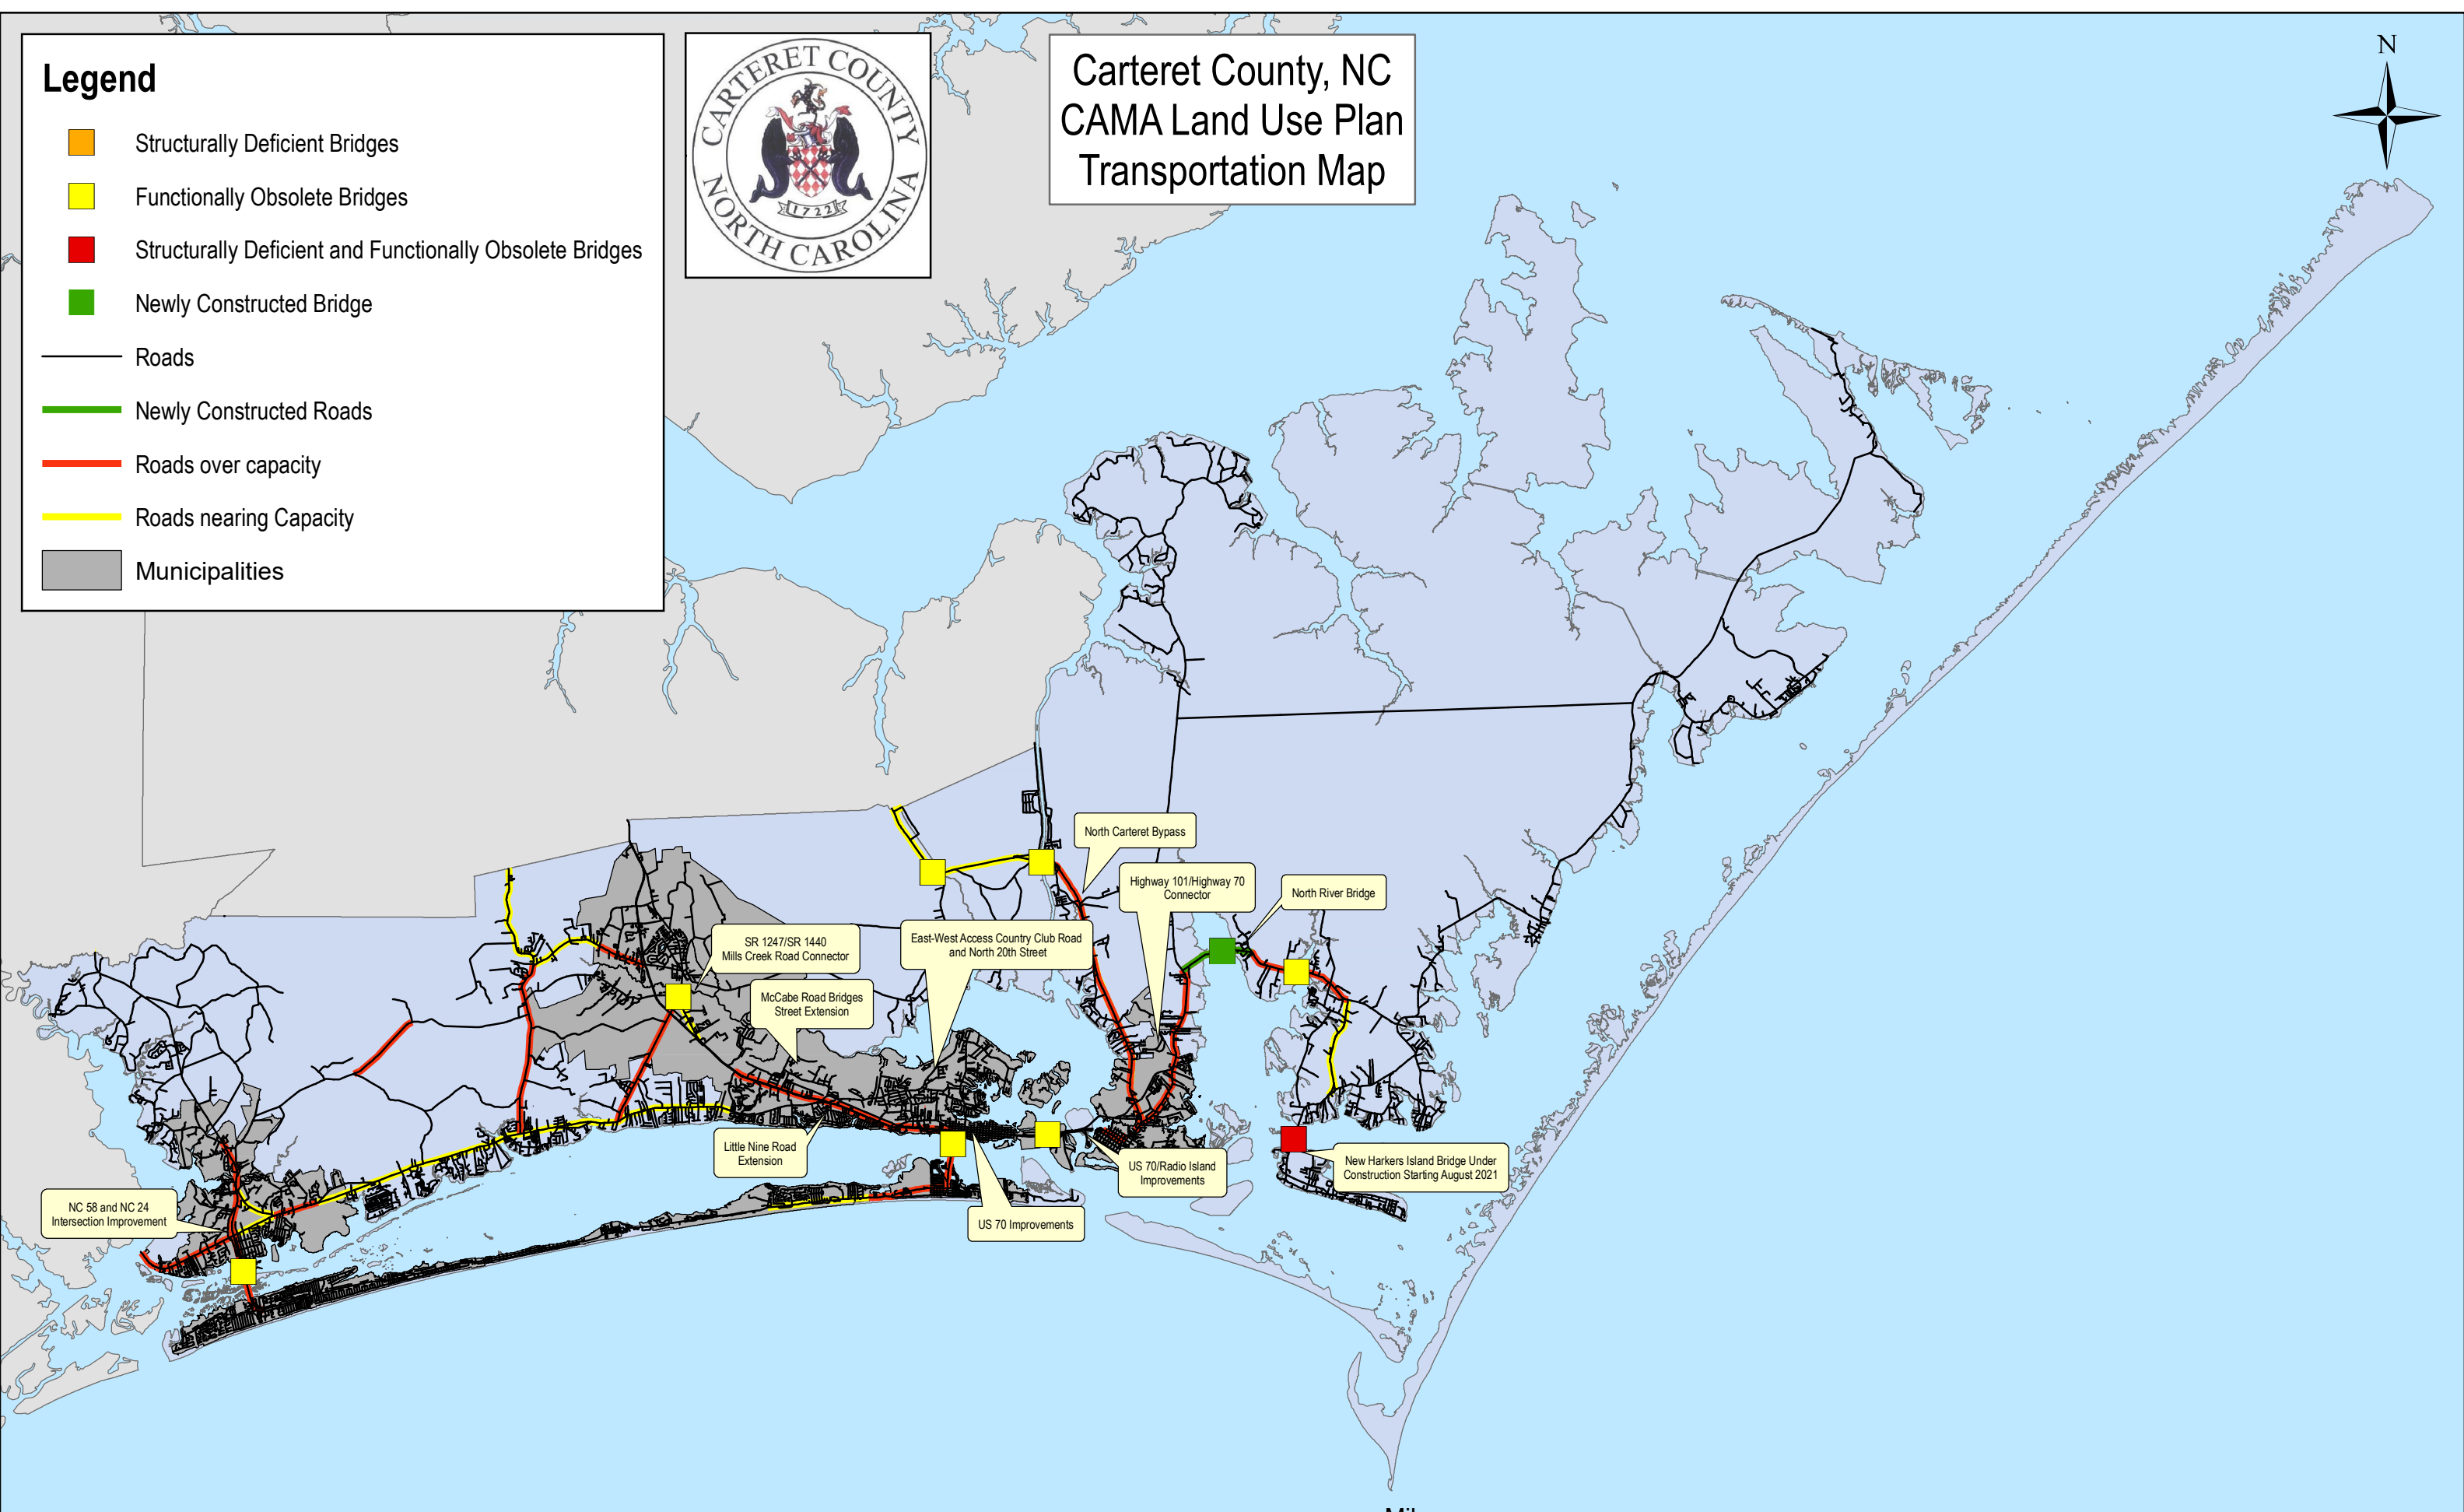 Legend
Structurally Deficient Bridges
Functionally Obsolete Bridges
Structurally Deficient and Functionally Obsolete Bridges
Newly Constructed Bridge
Roads
Newly Constructed Roads
Roads over capacity
Roads nearing Capacity
Municipalities
CARTERET COUNTY
1722
NORTH CAROLINA
Carteret County, NC
CAMA Land Use Plan
Transportation Map
N
North Carteret Bypass
Highway 101/Highway 70
Connector
North River Bridge
SR 1247/SR 1440
Mills Creek Road Connector
East-West Access Country Club Road
and North 20th Street
McCabe Road Bridges
Street Extension
Little Nine Road
Extension
US 70/Radio Island
Improvements
New Harkers Island Bridge Under
Construction Starting August 2021
NC 58 and NC 24
Intersection Improvement
US 70 Improvements